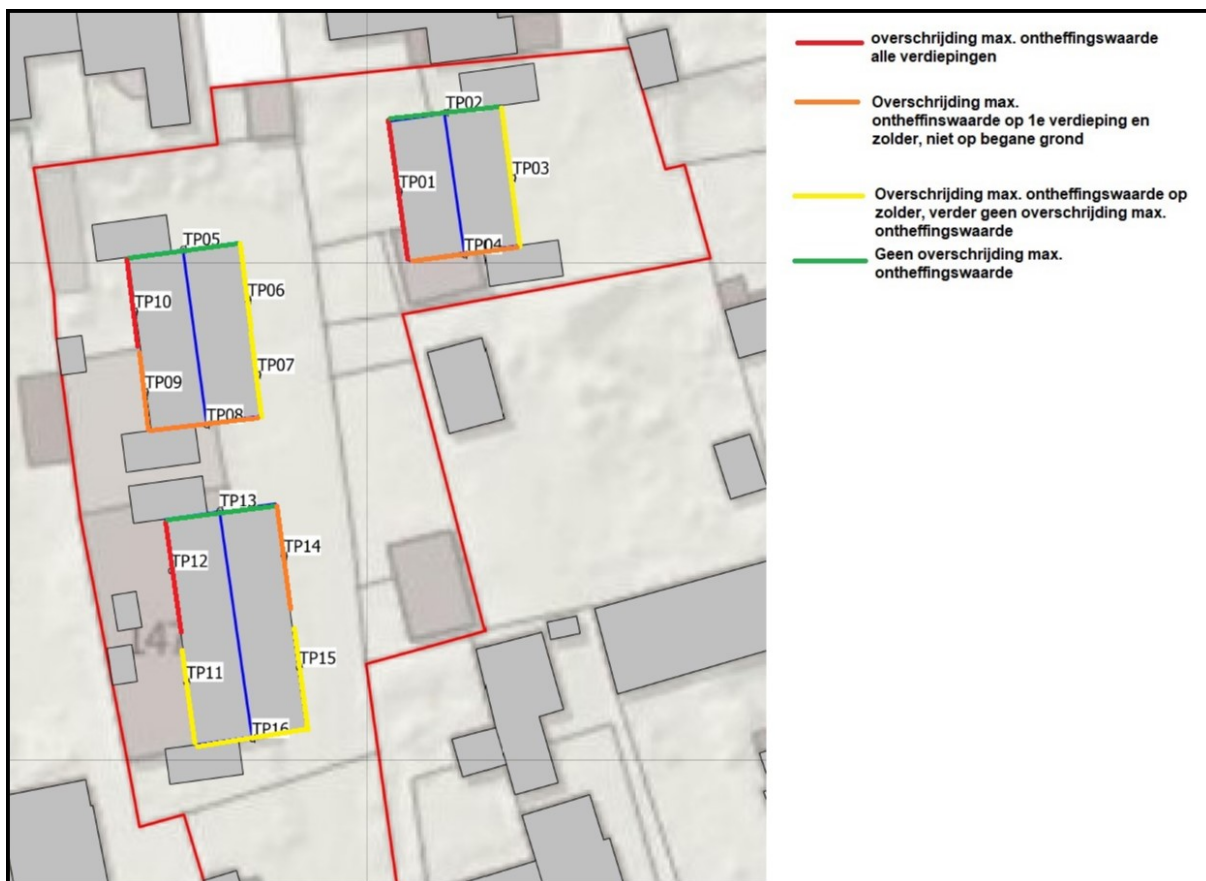 overschrijding max. ontheffingswaarde
alle verdiepingen
Overschrijding max.
ontheffinswaarde op 1e verdieping en
zolder, niet op begane grond
Overschrijding max. ontheffingswaarde op
zolder, verder geen overschrijding max.
ontheffingswaarde
Geen overschrijding max.
ontheffingswaarde
TP02
TP01
TP03
TP04
TP05
TP06
TP10
TP07
TP09
TP08
TP13
TP14
TP12
TP15
TP11
TP16